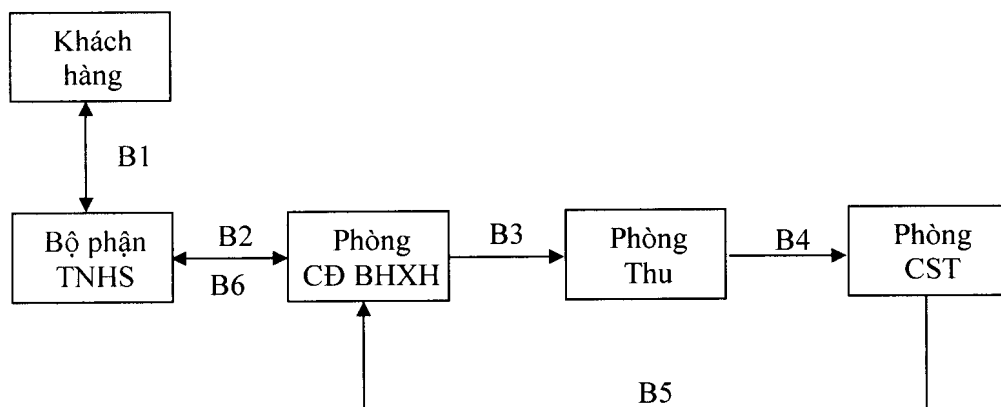 Khách
hàng
B1
Bộ phận
TNHS
B2
B6
Phòng
CĐ BHXH
B3
Phòng
Thu
B4
Phòng
CST
B5